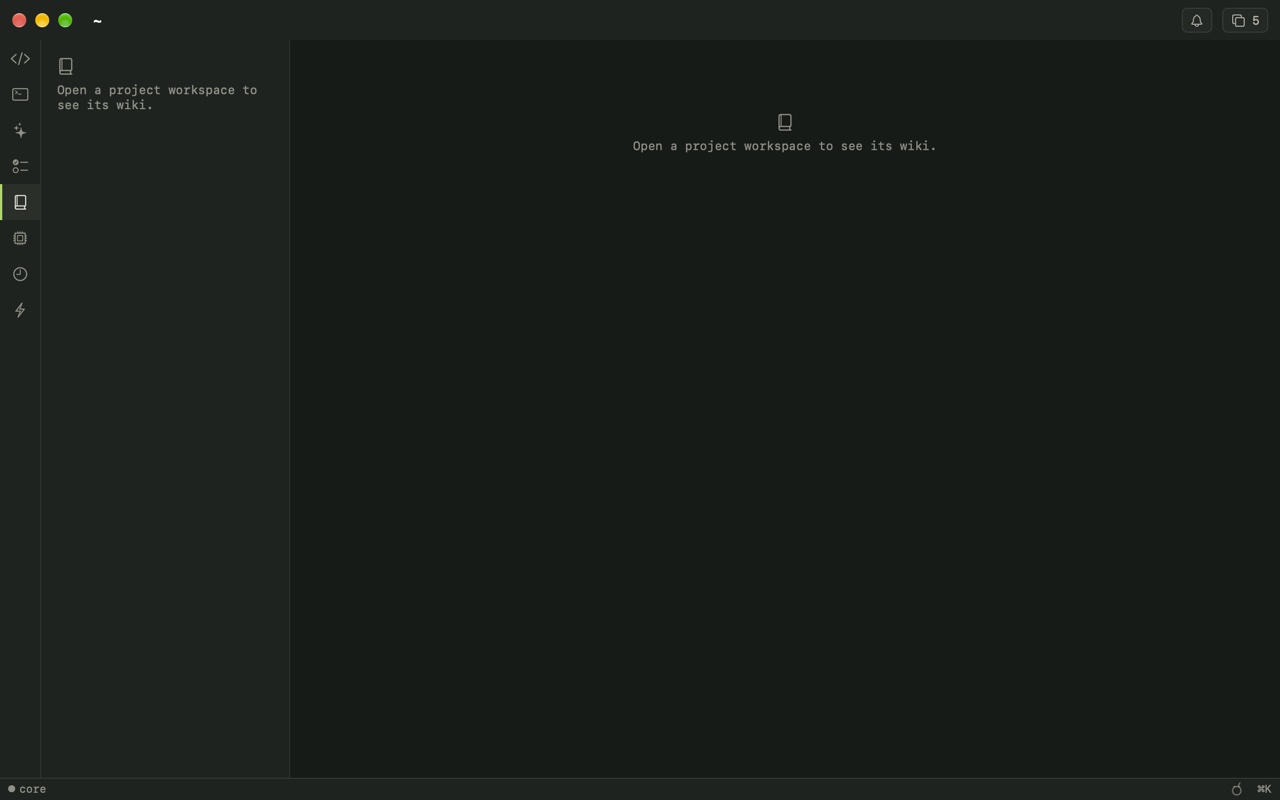 ~
5
Open a project workspace to
see its wiki.
Open a project workspace to see its wiki.
core
⌘K